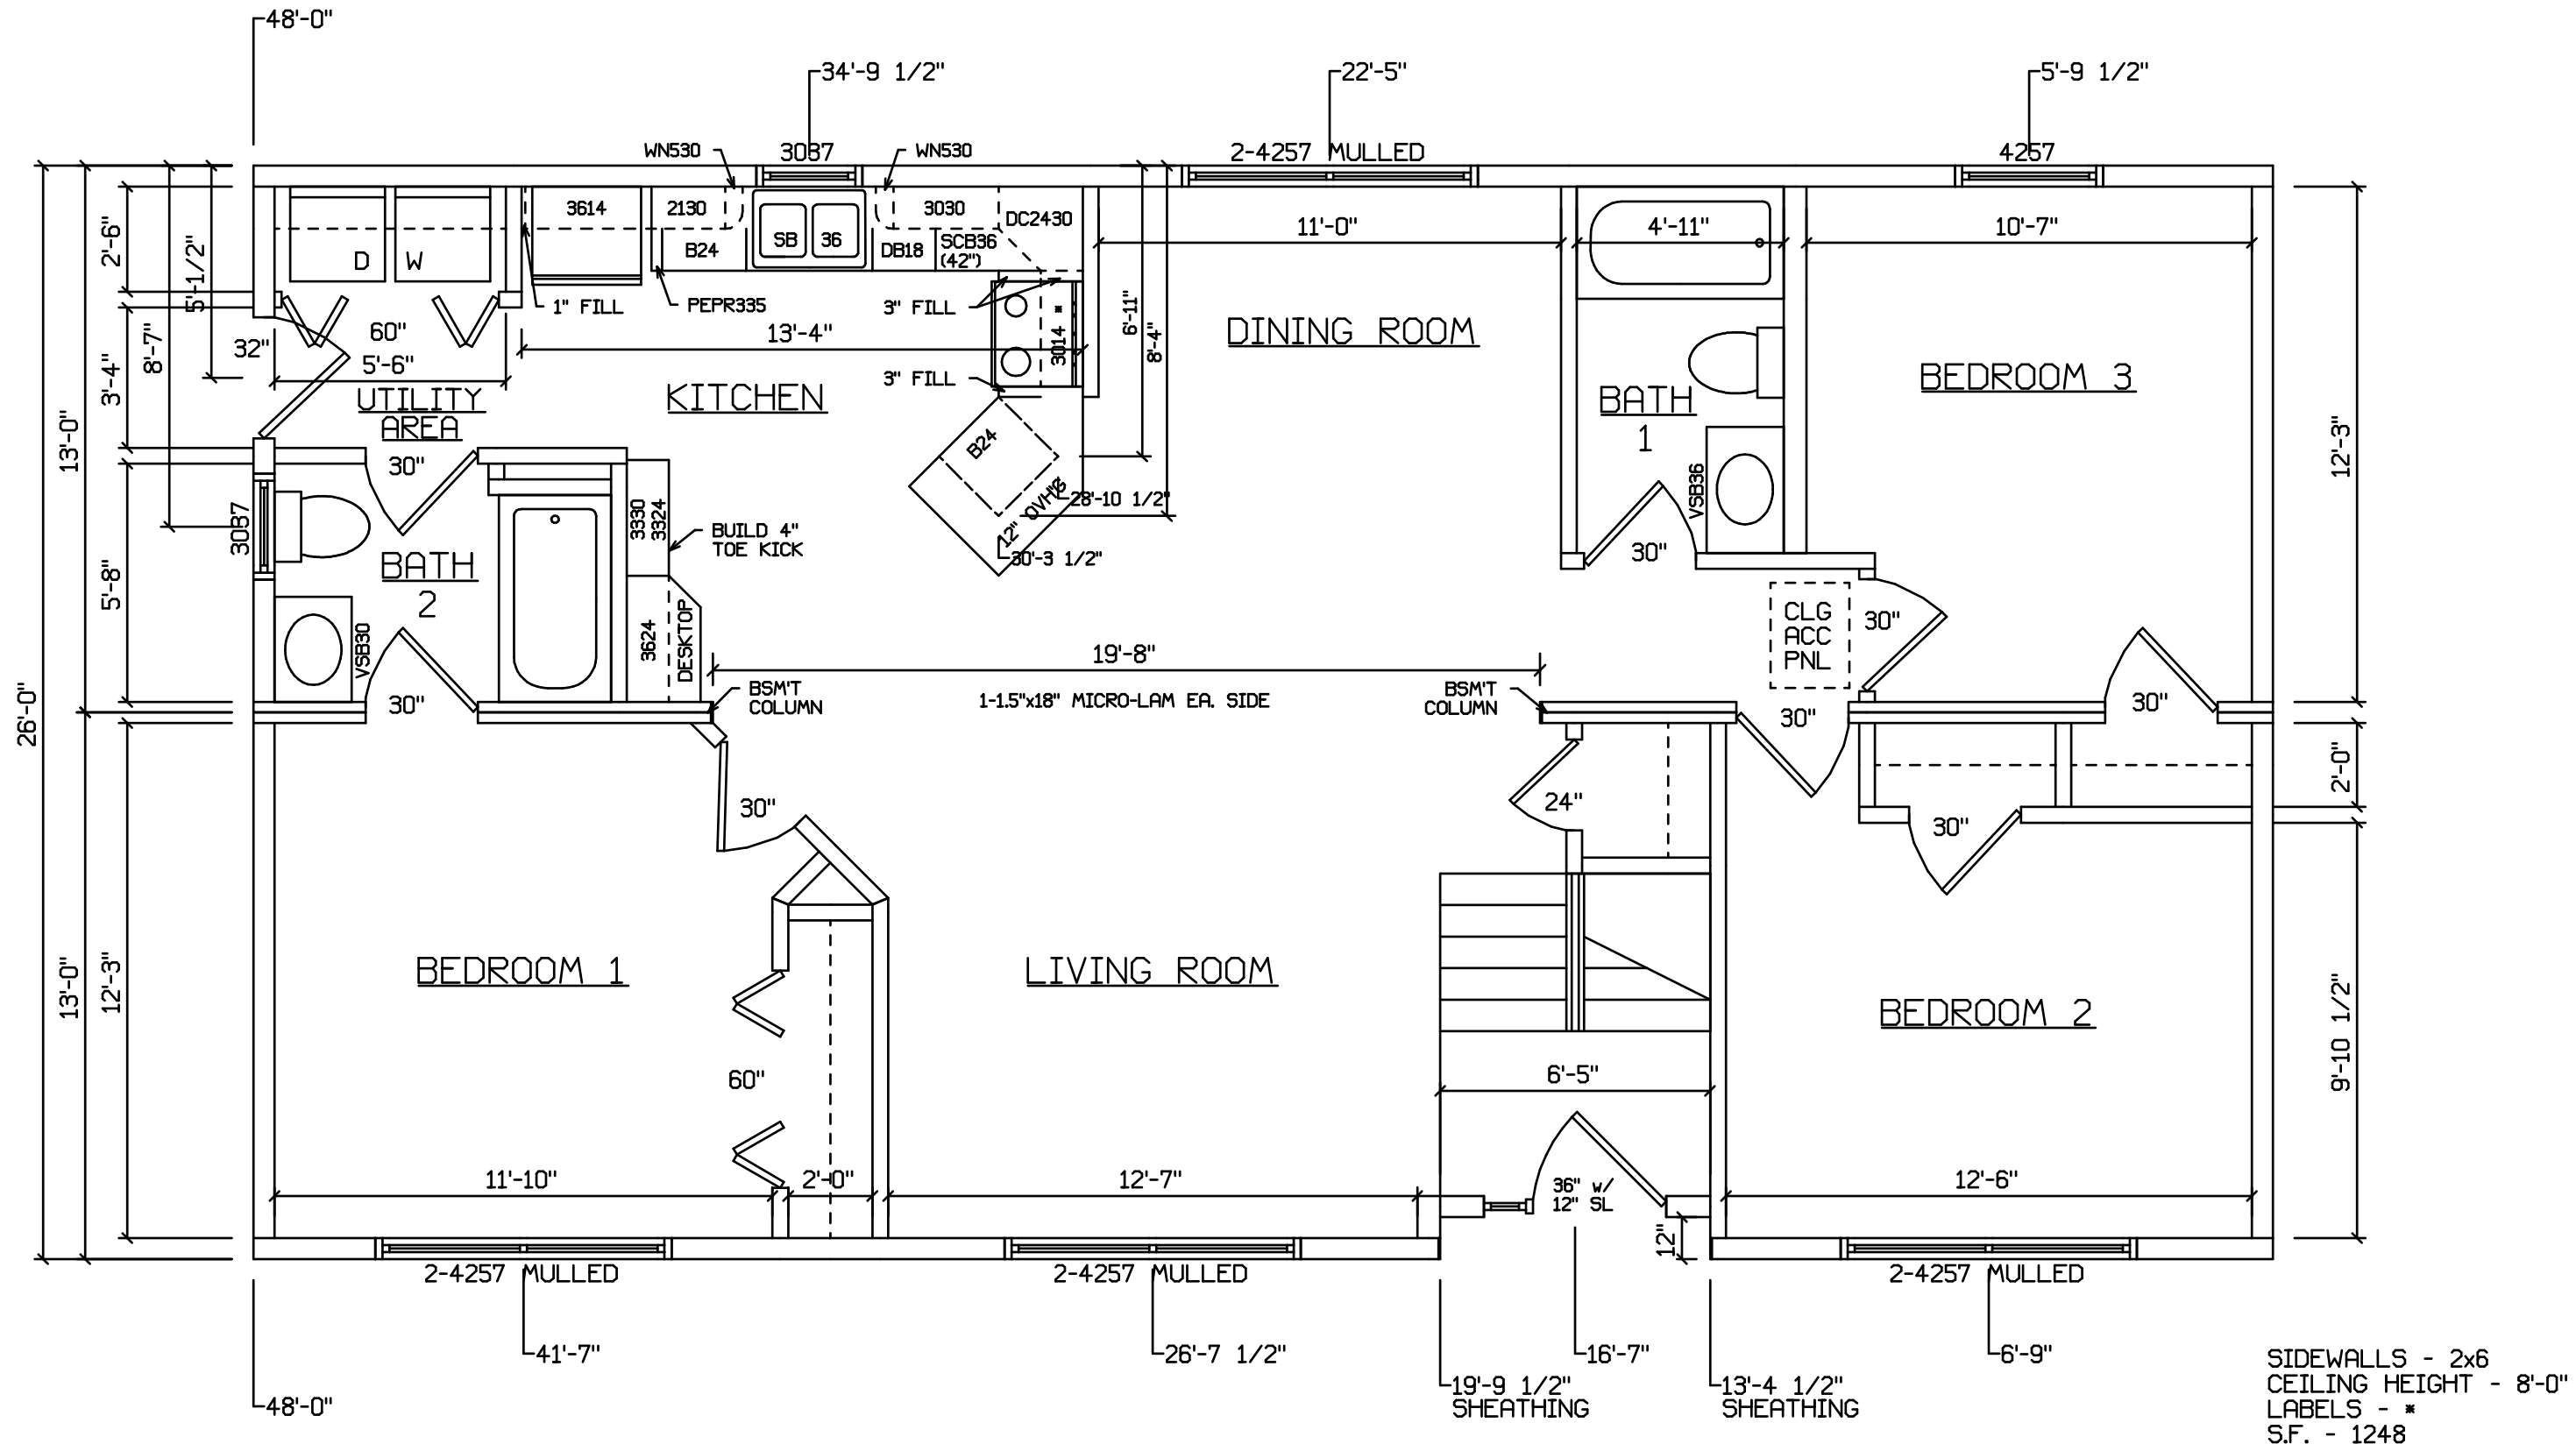 48'-0"
34'-9 1/2"
22'-5"
5'-9 1/2"
WN530
30B7
WN530
2-4257 MULLED
4257
3614
2130
3030
DC2430
SB 36
B24
DB18
SCB36
(42")
D W
11'-0"
4'-11"
10'-7"
2'-6"
5'-1/2"
8'-7"
3'-4"
13'-0"
1" FILL
PEPR335
3" FILL
3014 *
6'-11"
8'-4"
60"
32"
5'-6"
13'-4"
3" FILL
UTILITY
AREA
KITCHEN
DINING ROOM
BATH
1
BEDROOM 3
12'-3"
30"
B24
12" OVH'G
28'-10 1/2"
30'-3 1/2"
VSB36
30"
30B7
3330
3324
BUILD 4"
TOE KICK
BATH
2
5'-8"
VSB30
3624
DESKTOP
CLG
ACC
PNL
30"
26'-0"
19'-8"
BSM'T
COLUMN
1-1.5"x18" MICRO-LAM EA. SIDE
BSM'T
COLUMN
30"
30"
30"
2'-0"
30"
24"
30"
13'-0"
12'-3"
BEDROOM 1
LIVING ROOM
BEDROOM 2
9'-10 1/2"
60"
6'-5"
11'-10"
2'-0"
12'-7"
36" w/
12" SL
12'-6"
12"
2-4257 MULLED
2-4257 MULLED
2-4257 MULLED
41'-7"
26'-7 1/2"
16'-7"
6'-9"
48'-0"
19'-9 1/2"
SHEATHING
13'-4 1/2"
SHEATHING
SIDEWALLS - 2x6
CEILING HEIGHT - 8'-0"
LABELS - *
S.F. - 1248